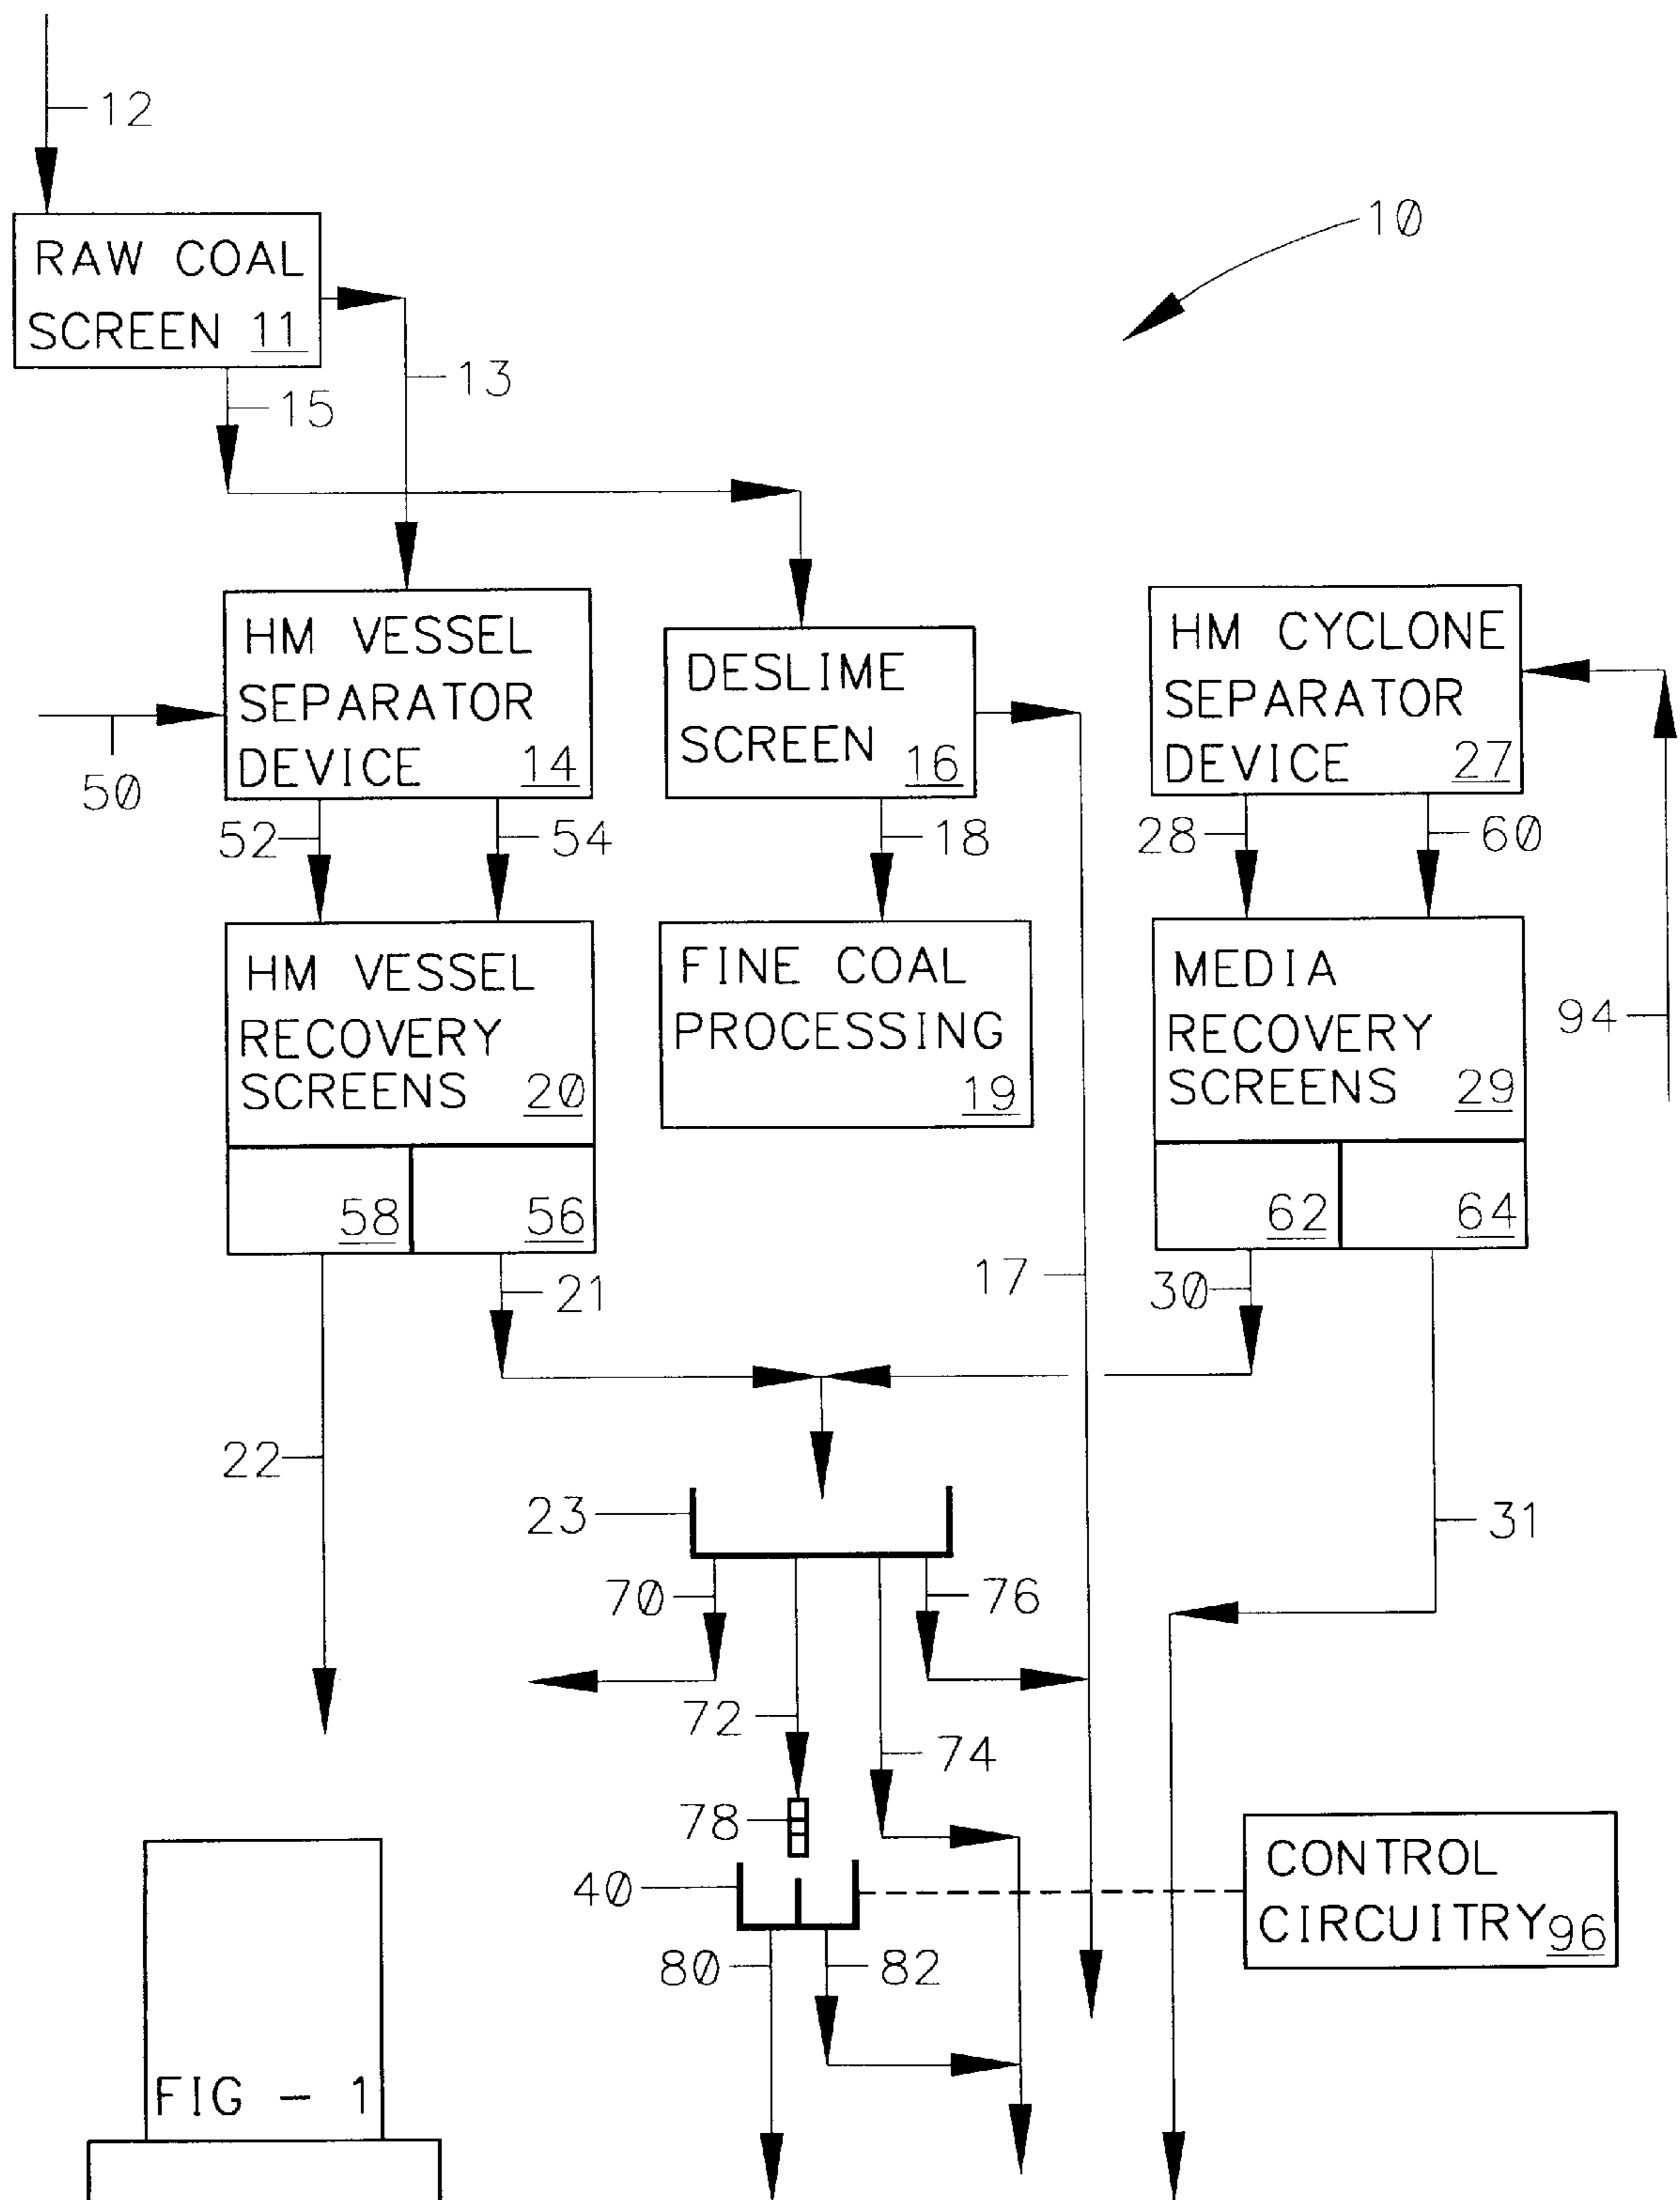 12
10
RAW COAL
SCREEN 11
13
15
HM VESSEL
SEPARATOR
DEVICE 14
DESLIME
SCREEN 16
HM CYCLONE
SEPARATOR
DEVICE 27
50
52
54
18
28
60
HM VESSEL
RECOVERY
SCREENS 20
FINE COAL
PROCESSING
19
MEDIA
RECOVERY
SCREENS 29
94
58
56
62
64
21
17
30
22
23
31
70
76
72
74
78
40
CONTROL
CIRCUITRY 96
80
82
FIG - 1